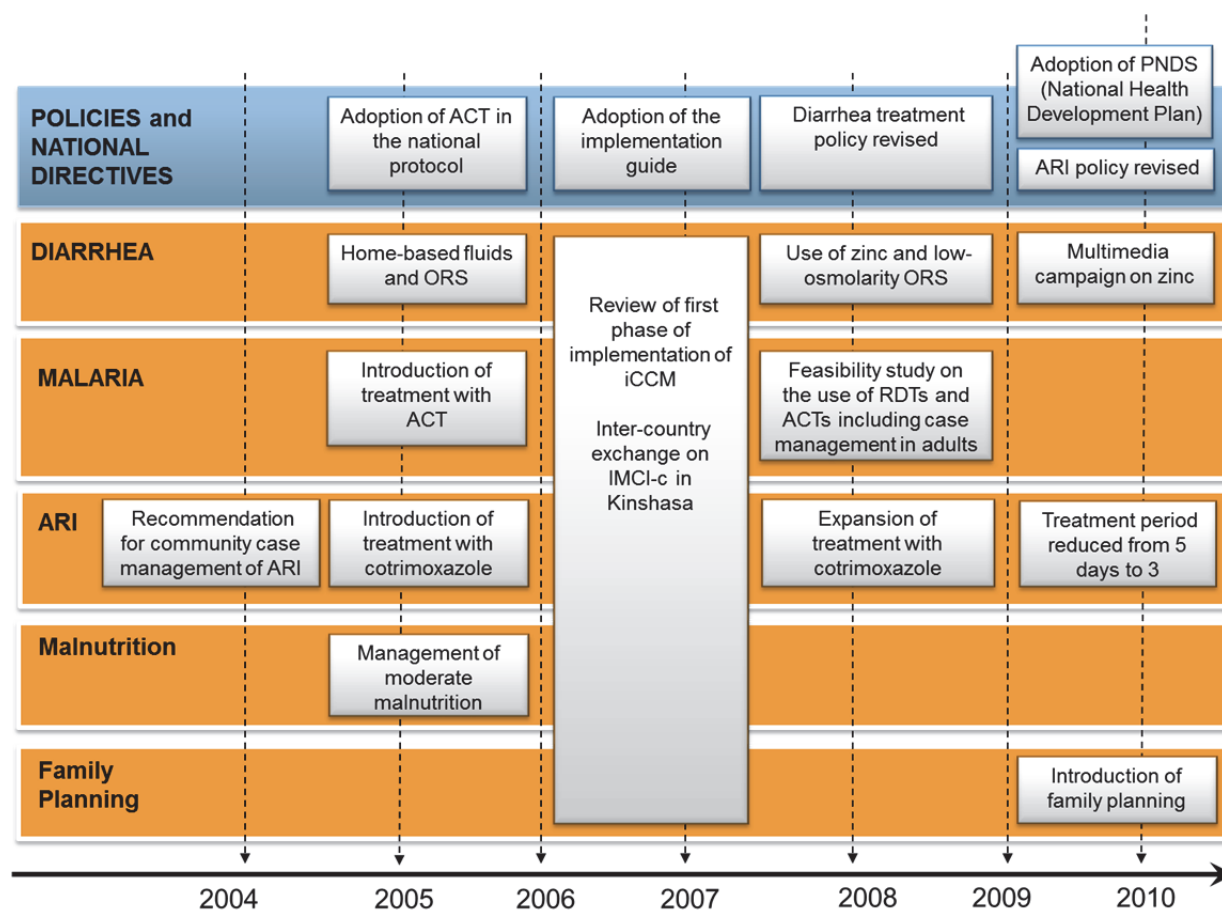 POLICIES and
NATIONAL
DIRECTIVES
Adoption of ACT in
the national
protocol
Adoption of the
implementation
guide
Diarrhea treatment
policy revised
Adoption of PNDS
(National Health
Development Plan)
ARI policy revised
DIARRHEA
Home-based fluids
and ORS
Review of first
phase of
implementation of
iCCM
Inter-country
exchange on
IMCI-c in
Kinshasa
Use of zinc and low-
osmolarity ORS
Multimedia
campaign on zinc
MALARIA
Introduction of
treatment with
ACT
Feasibility study on
the use of RDTs and
ACTs including case
management in adults
ARI
Recommendation
for community case
management of ARI
Introduction of
treatment with
cotrimoxazole
Expansion of
treatment with
cotrimoxazole
Treatment period
reduced from 5
days to 3
Malnutrition
Management of
moderate
malnutrition
Family
Planning
Introduction of
family planning
2004 2005 2006 2007 2008 2009 2010